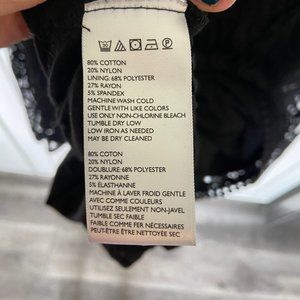 80% COTTON
20% NYLON
LINING: 68% POLYESTER
27% RAYON
5% SPANDEX
MACHINE WASH COLD
GENTLE WITH LIKE COLORS
USE ONLY NON-CHLORINE BLEACH
TUMBLE DRY LOW
LOW IRON AS NEEDED
MAY BE DRY CLEANED
80% COTON
20% NYLON
DOUBLURE: 68% POLYESTER
27% RAYONNE
5% ÉLASTHANNE
MACHINE À LAVER FROID GENTLE
AVEC COMME COULEURS
UTILISEZ SEULEMENT NON-JAVEL
TUMBLE SEC FAIBLE
FAIBLE COMME FER NÉCESSAIRES
PEUT-ÊTRE NETTOYÉE SEC